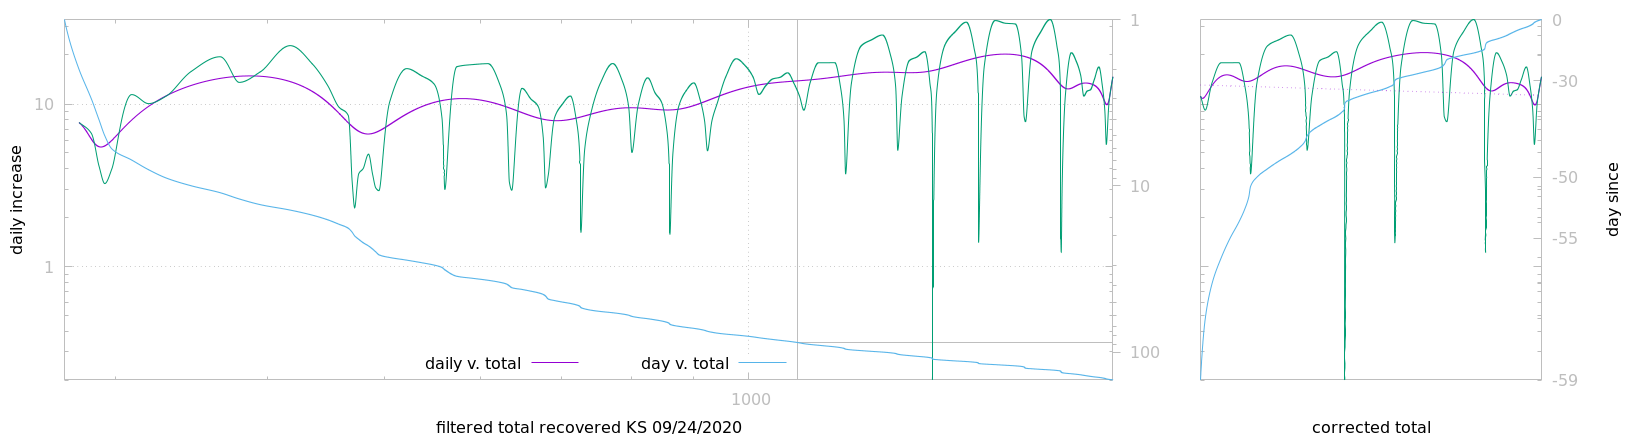 daily increase
10
1
daily v. total
day v. total
1000
filtered total recovered KS 09/24/2020
1
10
100
0
-30
-50
-55
-59
day since
corrected total